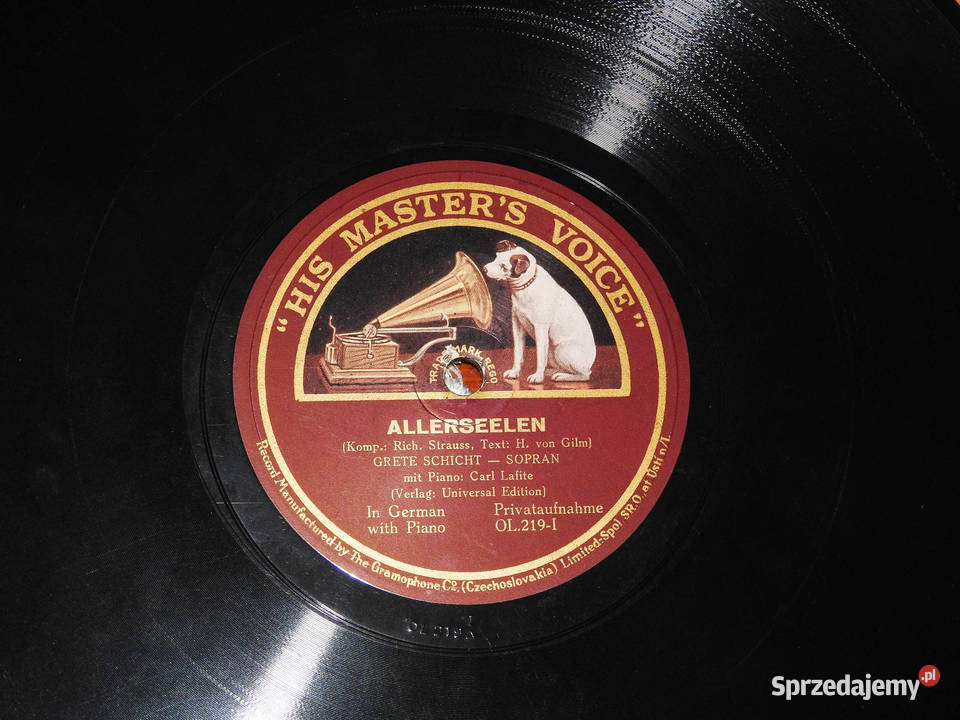 "HIS MASTER'S VOICE"
TRADE MARK REGD
ALLERSEELEN
(Komp.: Rich. Strauss, Text: H. von Gilm)
GRETE SCHICHT — SOPRAN
mit Piano: Carl Lafite
(Verlag: Universal Edition)
In German Privataufnahme
with Piano OL.219-I
Record Manufactured by The Gramophone Co., (Czechoslovakia) Limited-Spol SR.O. at Ústí n/L
Sprzedajemy.pl